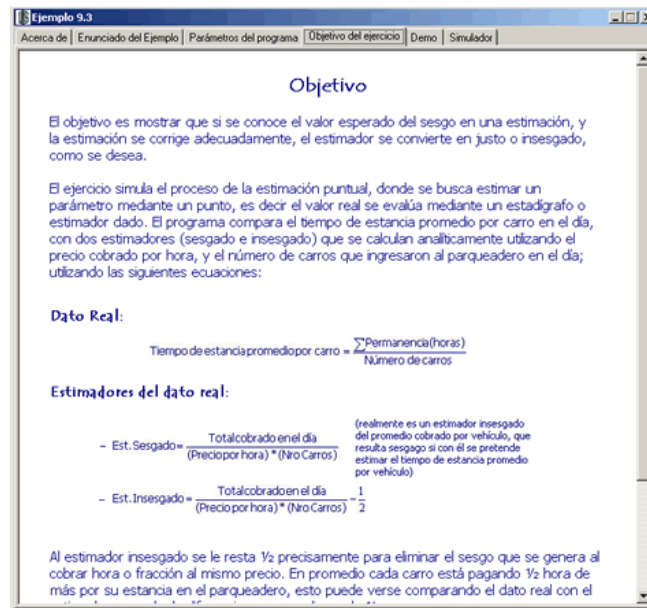 Ejemplo 9.3
Acerca de | Enunciado del Ejemplo | Parámetros del programa | Objetivo del ejercicio | Demo | Simulador
Objetivo
El objetivo es mostrar que si se conoce el valor esperado del sesgo en una estimación, y
la estimación se corrige adecuadamente, el estimador se convierte en justo o insesgado,
como se desea.
El ejercicio simula el proceso de la estimación puntual, donde se busca estimar un
parámetro mediante un punto, es decir el valor real se evalúa mediante un estadígrafo o
estimador dado. El programa compara el tiempo de estancia promedio por carro en el día,
con dos estimadores (sesgado e insesgado) que se calculan analíticamente utilizando el
precio cobrado por hora, y el número de carros que ingresaron al parqueadero en el día;
utilizando las siguientes ecuaciones:
Dato Real:
Tiempo de estancia promedio por carro = ∑Permanencia(horas) / Número de carros
Estimadores del dato real:
- Est. Sesgado = Total cobrado en el día / (Precio por hora) * (Nro Carros)
(realmente es un estimador insesgado
del promedio cobrado por vehículo, que
resulta sesgago si con él se pretende
estimar el tiempo de estancia promedio
por vehículo)
- Est. Insesgado = Total cobrado en el día / (Precio por hora) * (Nro Carros) - 1/2
Al estimador insesgado se le resta ½ precisamente para eliminar el sesgo que se genera al
cobrar hora o fracción al mismo precio. En promedio cada carro está pagando ½ hora de
más por su estancia en el parqueadero, esto puede verse comparando el dato real con el